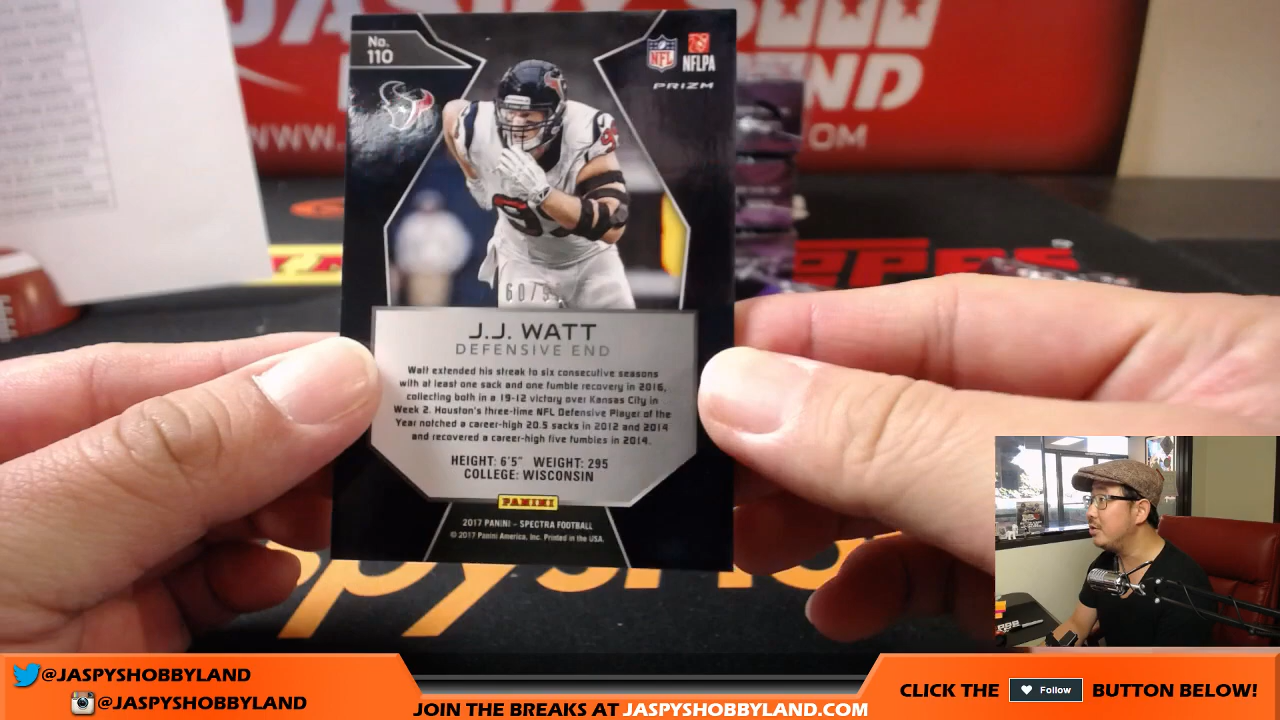 No.
110
NFL
NFLPA
PRIZM
J.J. WATT
DEFENSIVE END
Watt extended his streak to six consecutive seasons
with at least one sack and one fumble recovery in 2016,
collecting both in a 19-12 victory over Kansas City in
Week 2. Houston's three-time NFL Defensive Player of the
Year notched a career-high 20.5 sacks in 2012 and 2014
and recovered a career-high five fumbles in 2014.
HEIGHT: 6'5" WEIGHT: 295
COLLEGE: WISCONSIN
PANINI
2017 PANINI - SPECTRA FOOTBALL
© 2017 Panini America, Inc. Printed in the USA.
@JASPYSHOBBYLAND
@JASPYSHOBBYLAND
JOIN THE BREAKS AT JASPYSHOBBYLAND.COM
CLICK THE Follow BUTTON BELOW!